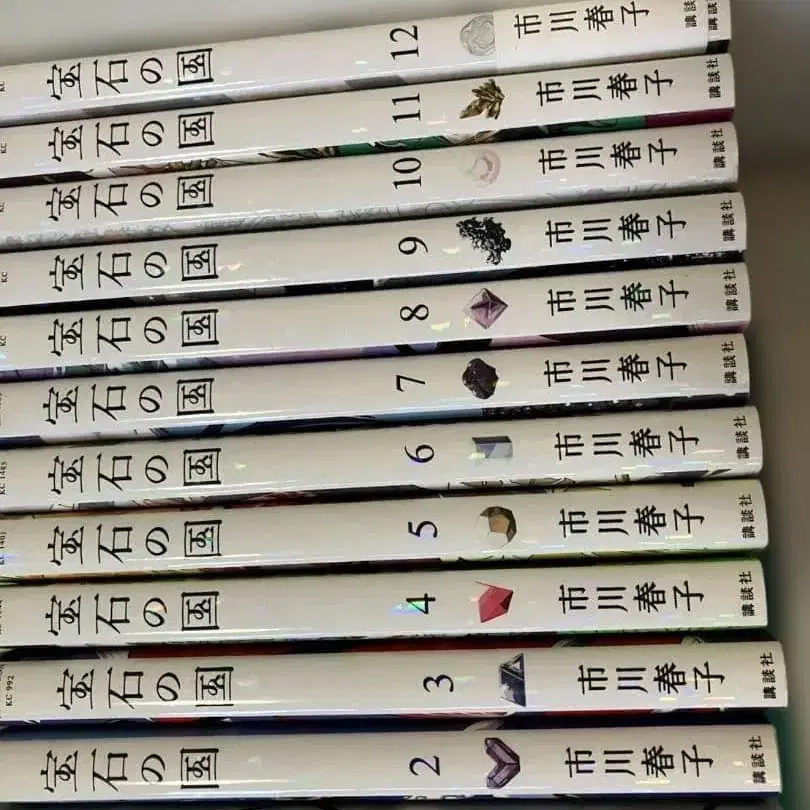 宝石の国 12 市川春子 講談社
宝石の国 11 市川春子 講談社
KC 宝石の国 10 市川春子 講談社
KC 宝石の国 9 市川春子 講談社
KC 宝石の国 8 市川春子 講談社
宝石の国 7 市川春子 講談社
宝石の国 6 市川春子 講談社
宝石の国 5 市川春子 講談社
宝石の国 4 市川春子 講談社
KC 992 宝石の国 3 市川春子 講談社
宝石の国 2 市川春子 講談社